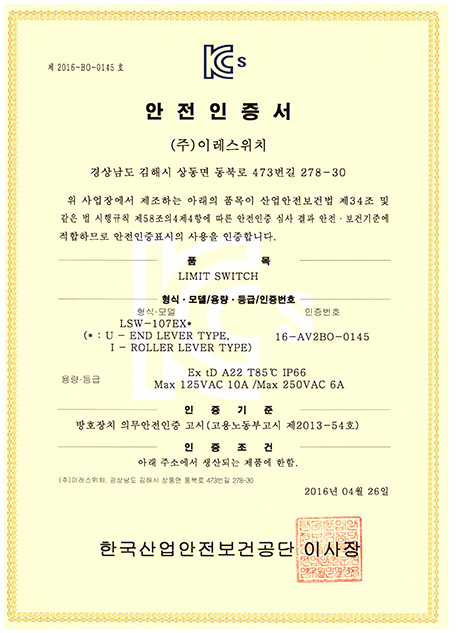 KCs
제 2016-BO-0145 호
안전인증서
(주)이레스위치
경상남도 김해시 상동면 동북로 473번길 278-30
위 사업장에서 제조하는 아래의 품목이 산업안전보건법 제34조 및
같은 법 시행규칙 제58조의4제4항에 따른 안전인증 심사 결과 안전·보건기준에
적합하므로 안전인증표시의 사용을 인증합니다.
품 목
LIMIT SWITCH
형식·모델/용량·등급/인증번호
형식·모델 인증번호
LSW-107EX*
(* : U - END LEVER TYPE, 16-AV2BO-0145
I - ROLLER LEVER TYPE)
Ex tD A22 T85℃ IP66
용량·등급
Max 125VAC 10A /Max 250VAC 6A
인 증 기 준
방호장치 의무안전인증 고시(고용노동부고시 제2013-54호)
인 증 조 건
아래 주소에서 생산되는 제품에 한함.
(주)이레스위치, 경상남도 김해시 상동면 동북로 473번길 278-30
2016년 04월 26일
한국산업안전보건공단 이사장